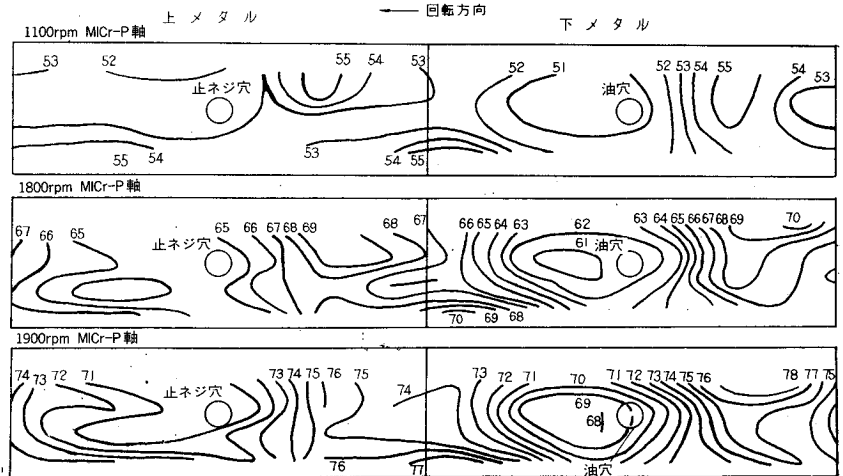 上メタル ← 回転方向 下メタル
1100rpm MICr-P軸
53 52 55 54 53 52 51 52 53 54 55 54 53
止ネジ穴 油穴
55 54 53 54 55
1800rpm MICr-P軸
67 66 65 65 66 67 68 69 68 67 66 65 64 63 62 63 64 65 66 67 68 69 70
止ネジ穴 61 油穴
70 69 68
1900rpm MICr-P軸
74 73 72 71 73 74 75 76 75 74 73 72 71 70 71 72 73 74 75 76 78 77 75
止ネジ穴 69
68
76 77 油穴